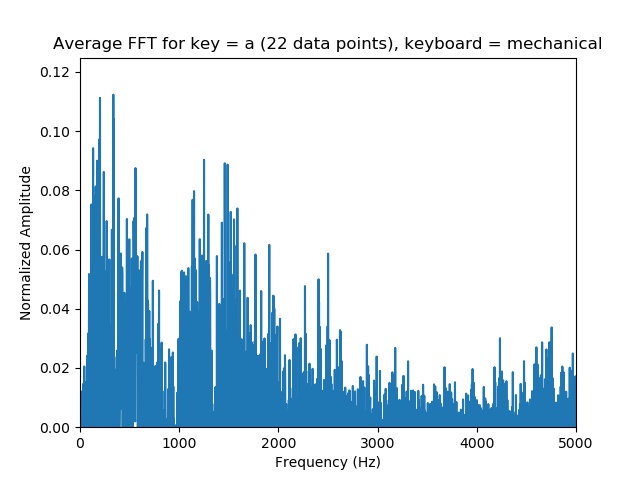 Average FFT for key = a (22 data points), keyboard = mechanical
0.12
0.10
0.08
0.06
0.04
0.02
0.00
Normalized Amplitude
0 1000 2000 3000 4000 5000
Frequency (Hz)